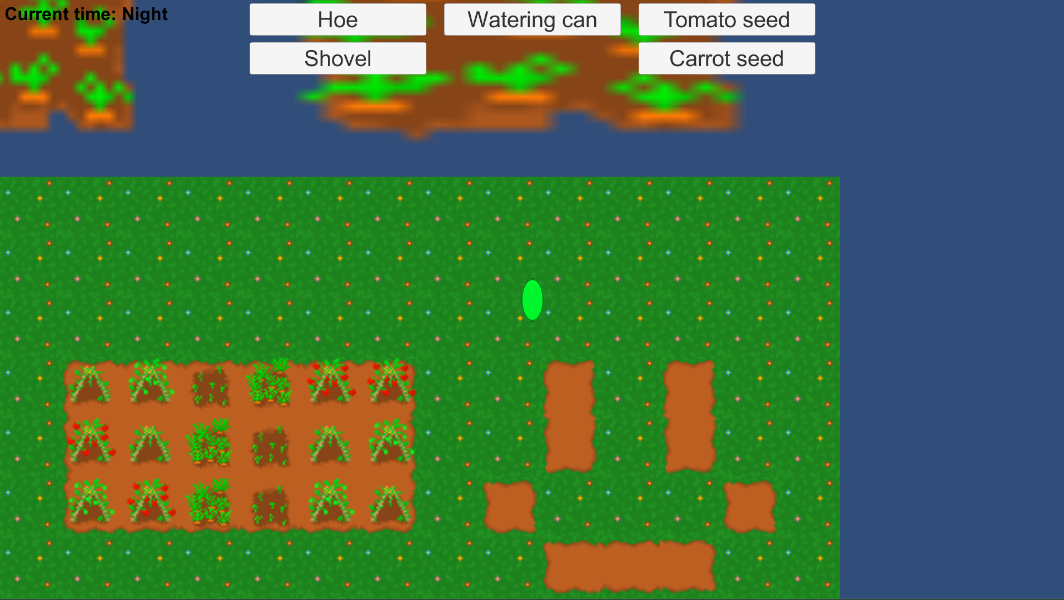 Current time: Night
Hoe
Watering can
Tomato seed
Shovel
Carrot seed